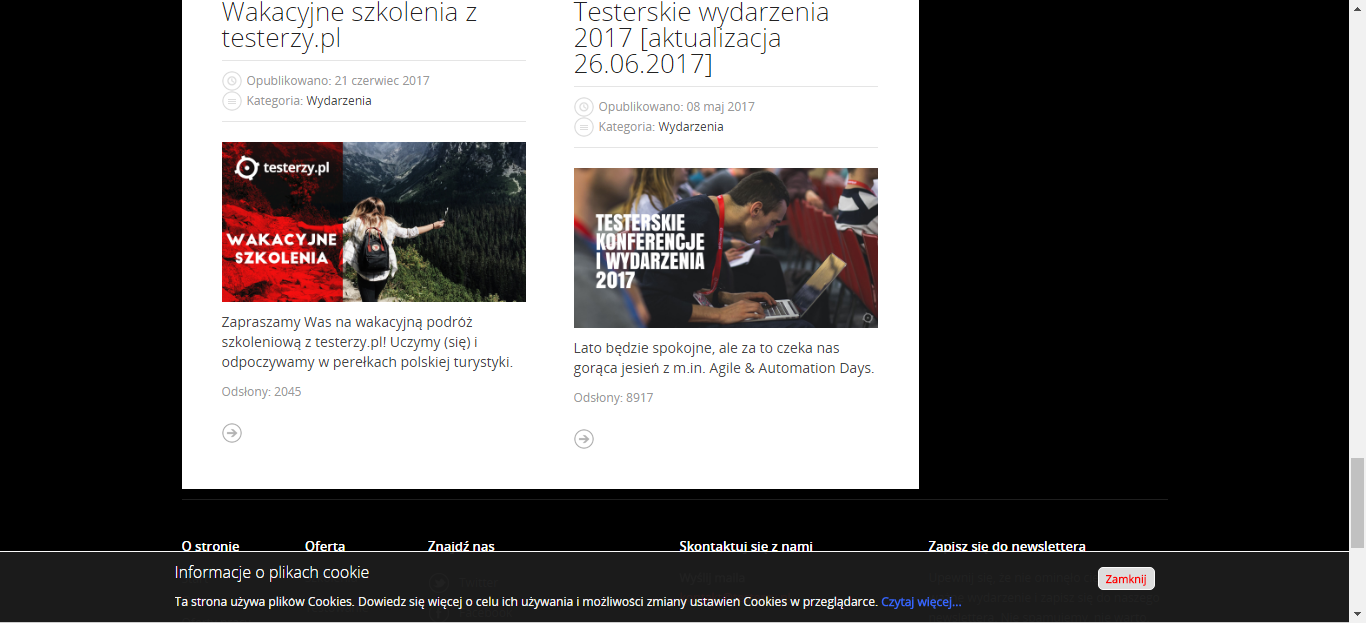 Wakacyjne szkolenia z
testerzy.pl
Opublikowano: 21 czerwiec 2017
Kategoria: Wydarzenia
testerzy.pl
WAKACYJNE
SZKOLENIA
Zapraszamy Was na wakacyjną podróż
szkoleniową z testerzy.pl! Uczymy (się) i
odpoczywamy w perełkach polskiej turystyki.
Odsłony: 2045
Testerskie wydarzenia
2017 [aktualizacja
26.06.2017]
Opublikowano: 08 maj 2017
Kategoria: Wydarzenia
TESTERSKIE
KONFERENCJE
I WYDARZENIA
2017
Lato będzie spokojne, ale za to czeka nas
gorąca jesień z m.in. Agile & Automation Days.
Odsłony: 8917
O stronie
Oferta
Znajdź nas
Skontaktuj się z nami
Zapisz się do newslettera
Wyślij maila
Informacje o plikach cookie
Zamknij
Ta strona używa plików Cookies. Dowiedz się więcej o celu ich używania i możliwości zmiany ustawień Cookies w przeglądarce. Czytaj więcej...